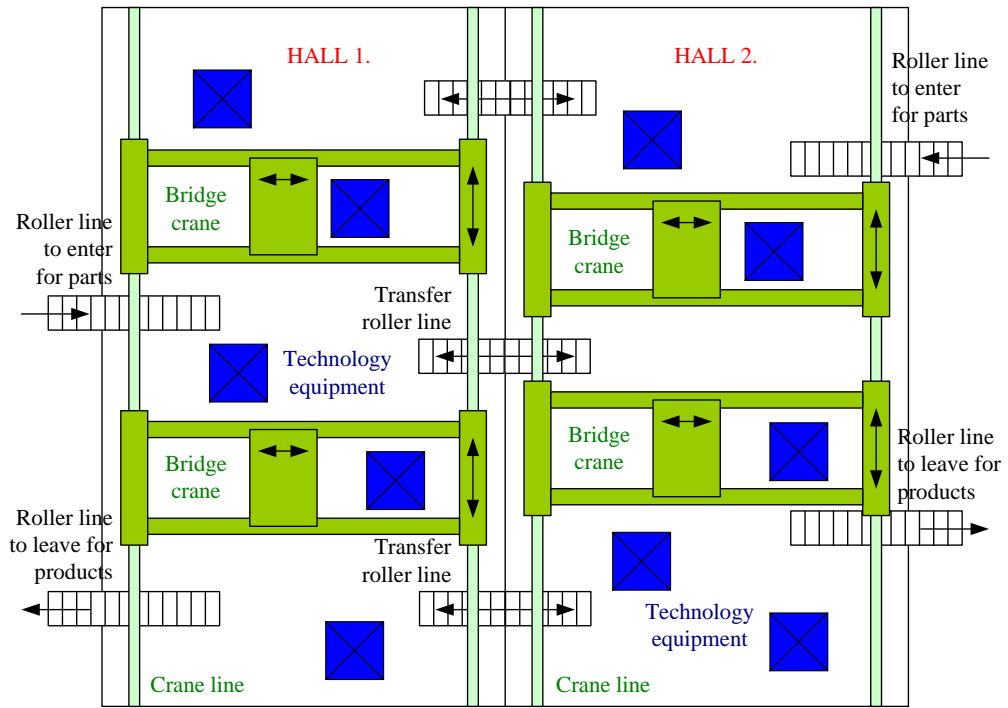 HALL 1.
HALL 2.
Roller line
to enter
for parts
Bridge
crane
Roller line
to enter
for parts
Bridge
crane
Transfer
roller line
Technology
equipment
Bridge
crane
Bridge
crane
Roller line
to leave for
products
Roller line
to leave for
products
Transfer
roller line
Technology
equipment
Crane line
Crane line